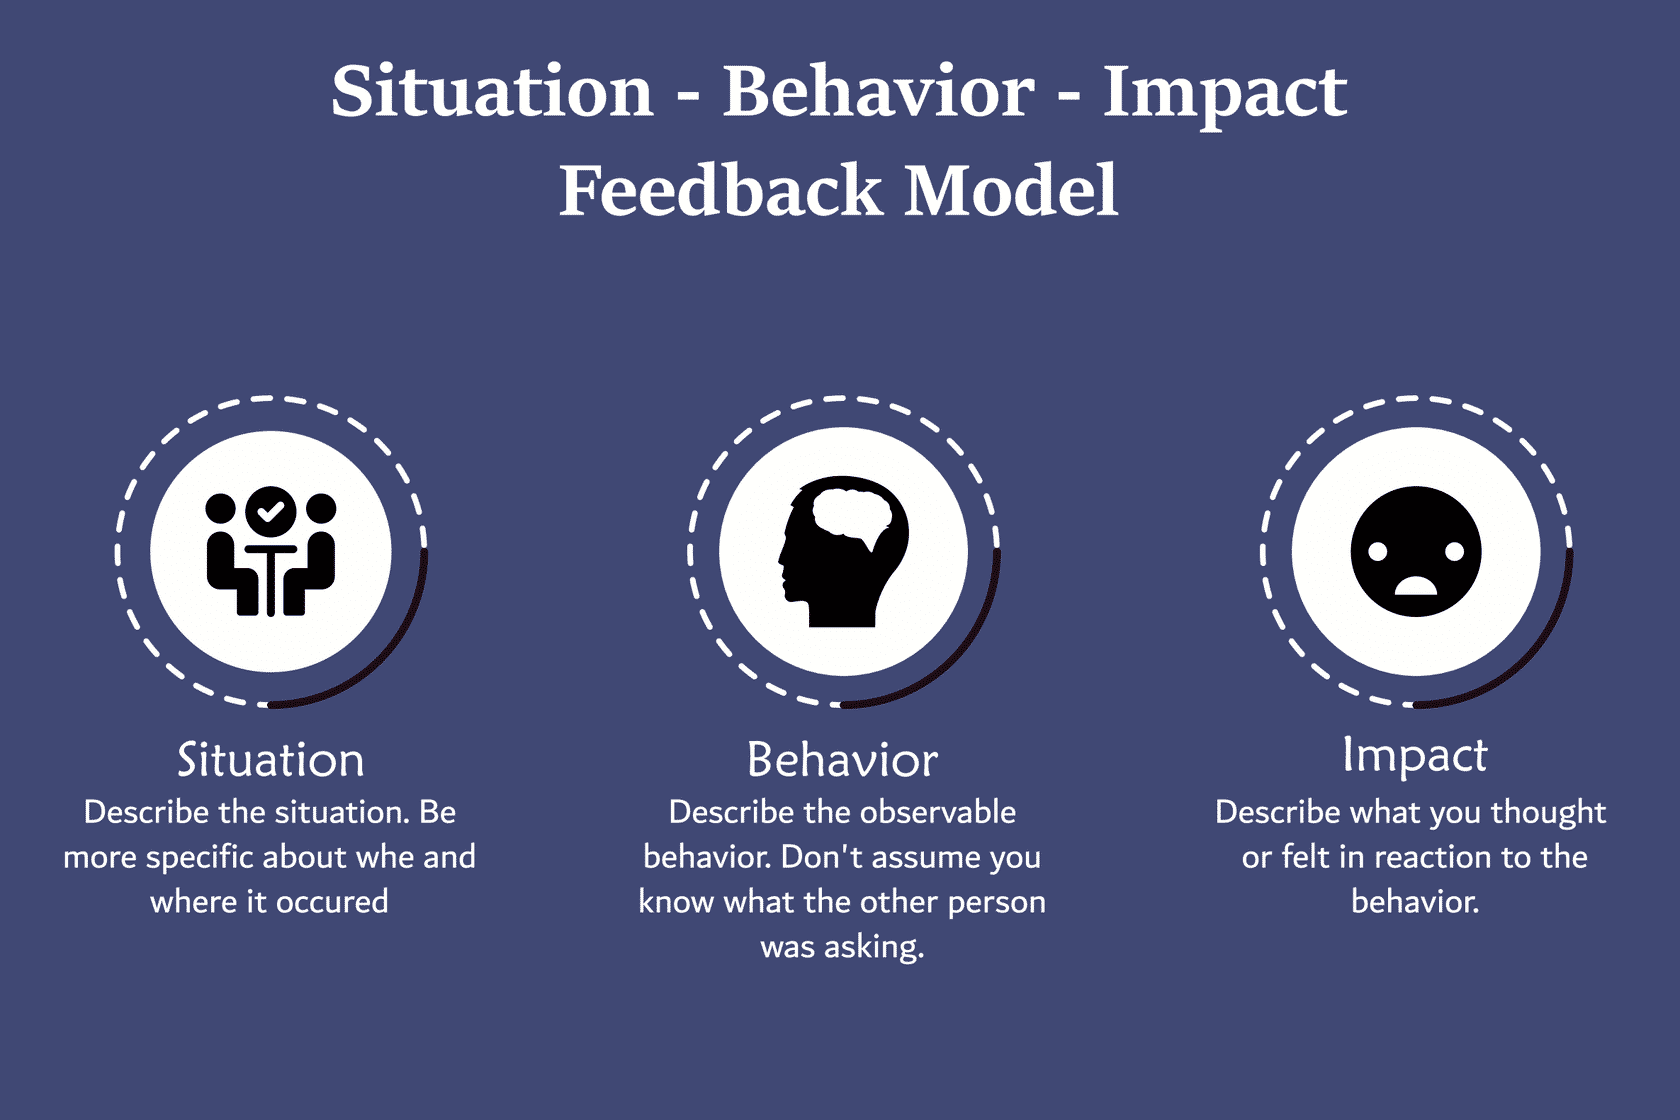 Situation - Behavior - Impact
Feedback Model
Situation
Describe the situation. Be
more specific about whe and
where it occured
Behavior
Describe the observable
behavior. Don't assume you
know what the other person
was asking.
Impact
Describe what you thought
or felt in reaction to the
behavior.